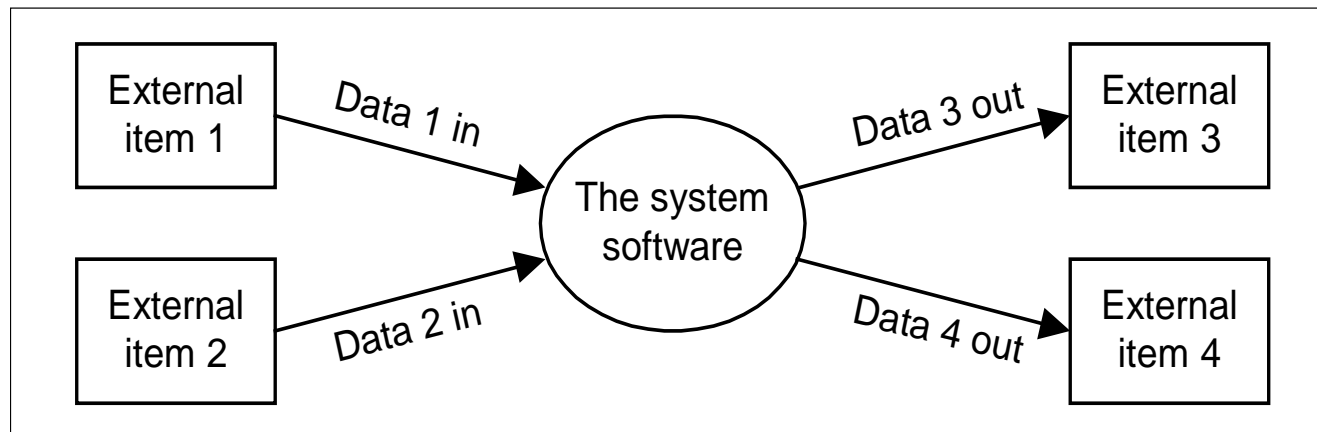 External
item 1
Data 1 in
External
item 2
Data 2 in
The system
software
Data 3 out
External
item 3
Data 4 out
External
item 4